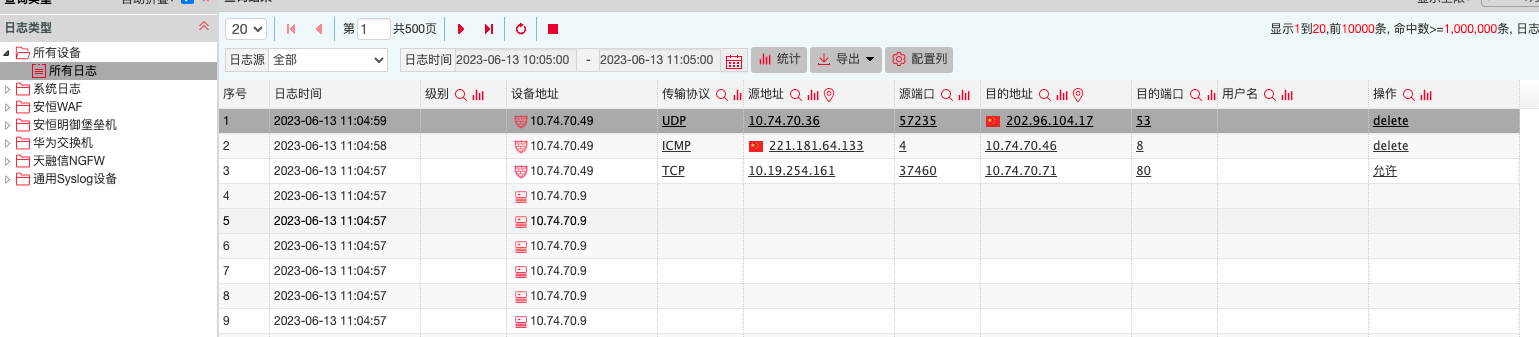 日志类型
所有设备
所有日志
系统日志
安恒WAF
安恒明御堡垒机
华为交换机
天融信NGFW
通用Syslog设备
20 第 1 共500页 显示1到20,前10000条, 命中数>=1,000,000条, 日志
日志源 全部 日志时间 2023-06-13 10:05:00 - 2023-06-13 11:05:00 统计 导出 配置列
序号 日志时间 级别 设备地址 传输协议 源地址 源端口 目的地址 目的端口 用户名 操作
1 2023-06-13 11:04:59 10.74.70.49 UDP 10.74.70.36 57235 202.96.104.17 53 delete
2 2023-06-13 11:04:58 10.74.70.49 ICMP 221.181.64.133 4 10.74.70.46 8 delete
3 2023-06-13 11:04:57 10.74.70.49 TCP 10.19.254.161 37460 10.74.70.71 80 允许
4 2023-06-13 11:04:57 10.74.70.9
5 2023-06-13 11:04:57 10.74.70.9
6 2023-06-13 11:04:57 10.74.70.9
7 2023-06-13 11:04:57 10.74.70.9
8 2023-06-13 11:04:57 10.74.70.9
9 2023-06-13 11:04:57 10.74.70.9